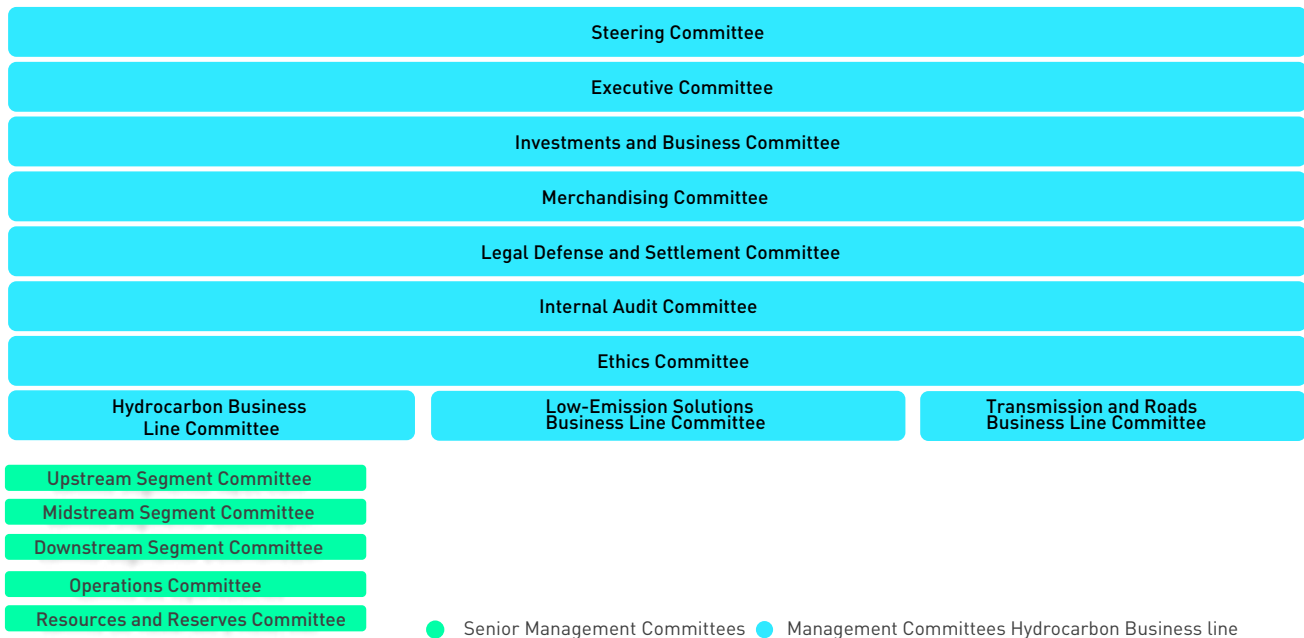 Steering Committee
Executive Committee
Investments and Business Committee
Merchandising Committee
Legal Defense and Settlement Committee
Internal Audit Committee
Ethics Committee
Hydrocarbon Business
Line Committee
Low-Emission Solutions
Business Line Committee
Transmission and Roads
Business Line Committee
Upstream Segment Committee
Midstream Segment Committee
Downstream Segment Committee
Operations Committee
Resources and Reserves Committee
Senior Management Committees
Management Committees Hydrocarbon Business line